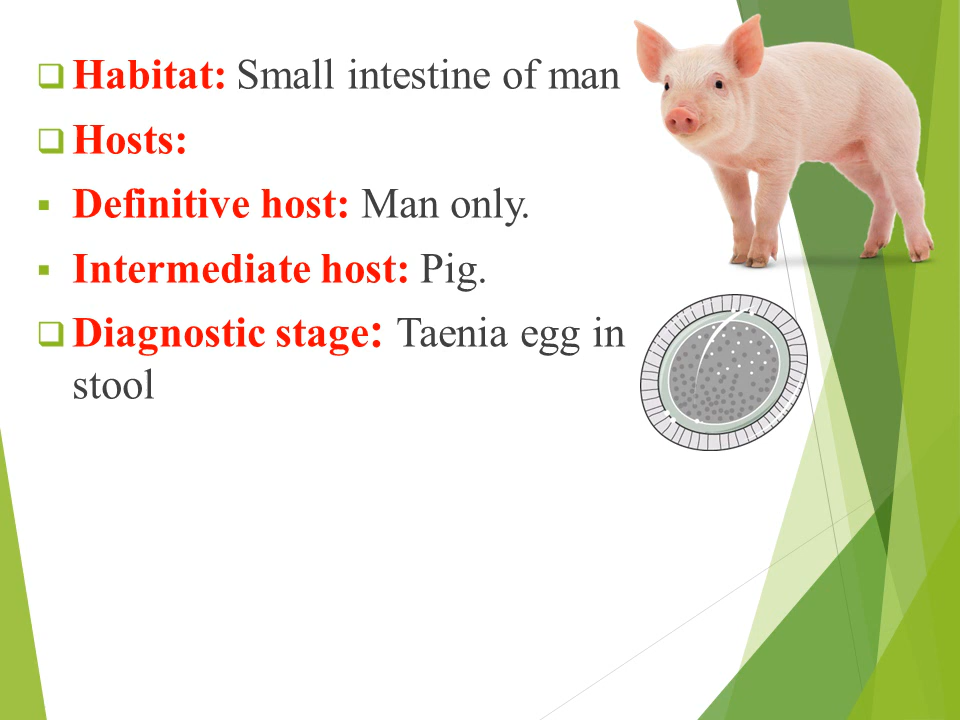 Habitat: Small intestine of man
Hosts:
Definitive host: Man only.
Intermediate host: Pig.
Diagnostic stage: Taenia egg in
stool